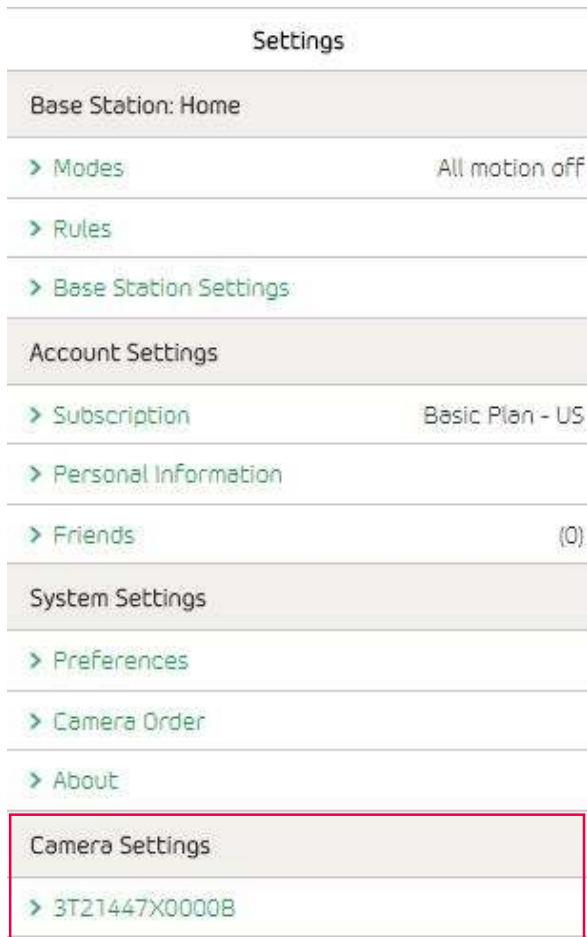 Settings
Base Station: Home
> Modes All motion off
> Rules
> Base Station Settings
Account Settings
> Subscription Basic Plan - US
> Personal Information
> Friends (0)
System Settings
> Preferences
> Camera Order
> About
Camera Settings
> 3T21447X0000B